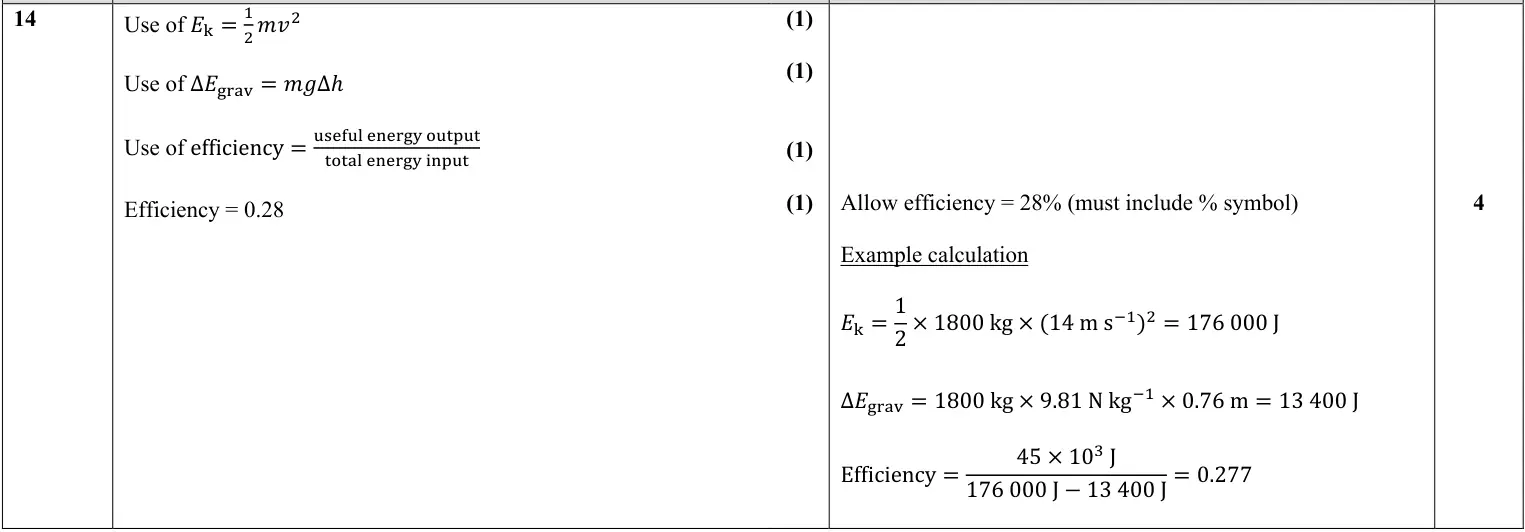 14
Use of E_k = 1/2 mv² (1)
Use of ΔE_grav = mgΔh (1)
Use of efficiency = useful energy output / total energy input (1)
Efficiency = 0.28 (1)
Allow efficiency = 28% (must include % symbol)
4
Example calculation
E_k = 1/2 × 1800 kg × (14 m s⁻¹)² = 176 000 J
ΔE_grav = 1800 kg × 9.81 N kg⁻¹ × 0.76 m = 13 400 J
Efficiency = 45 × 10³ J / 176 000 J − 13 400 J = 0.277